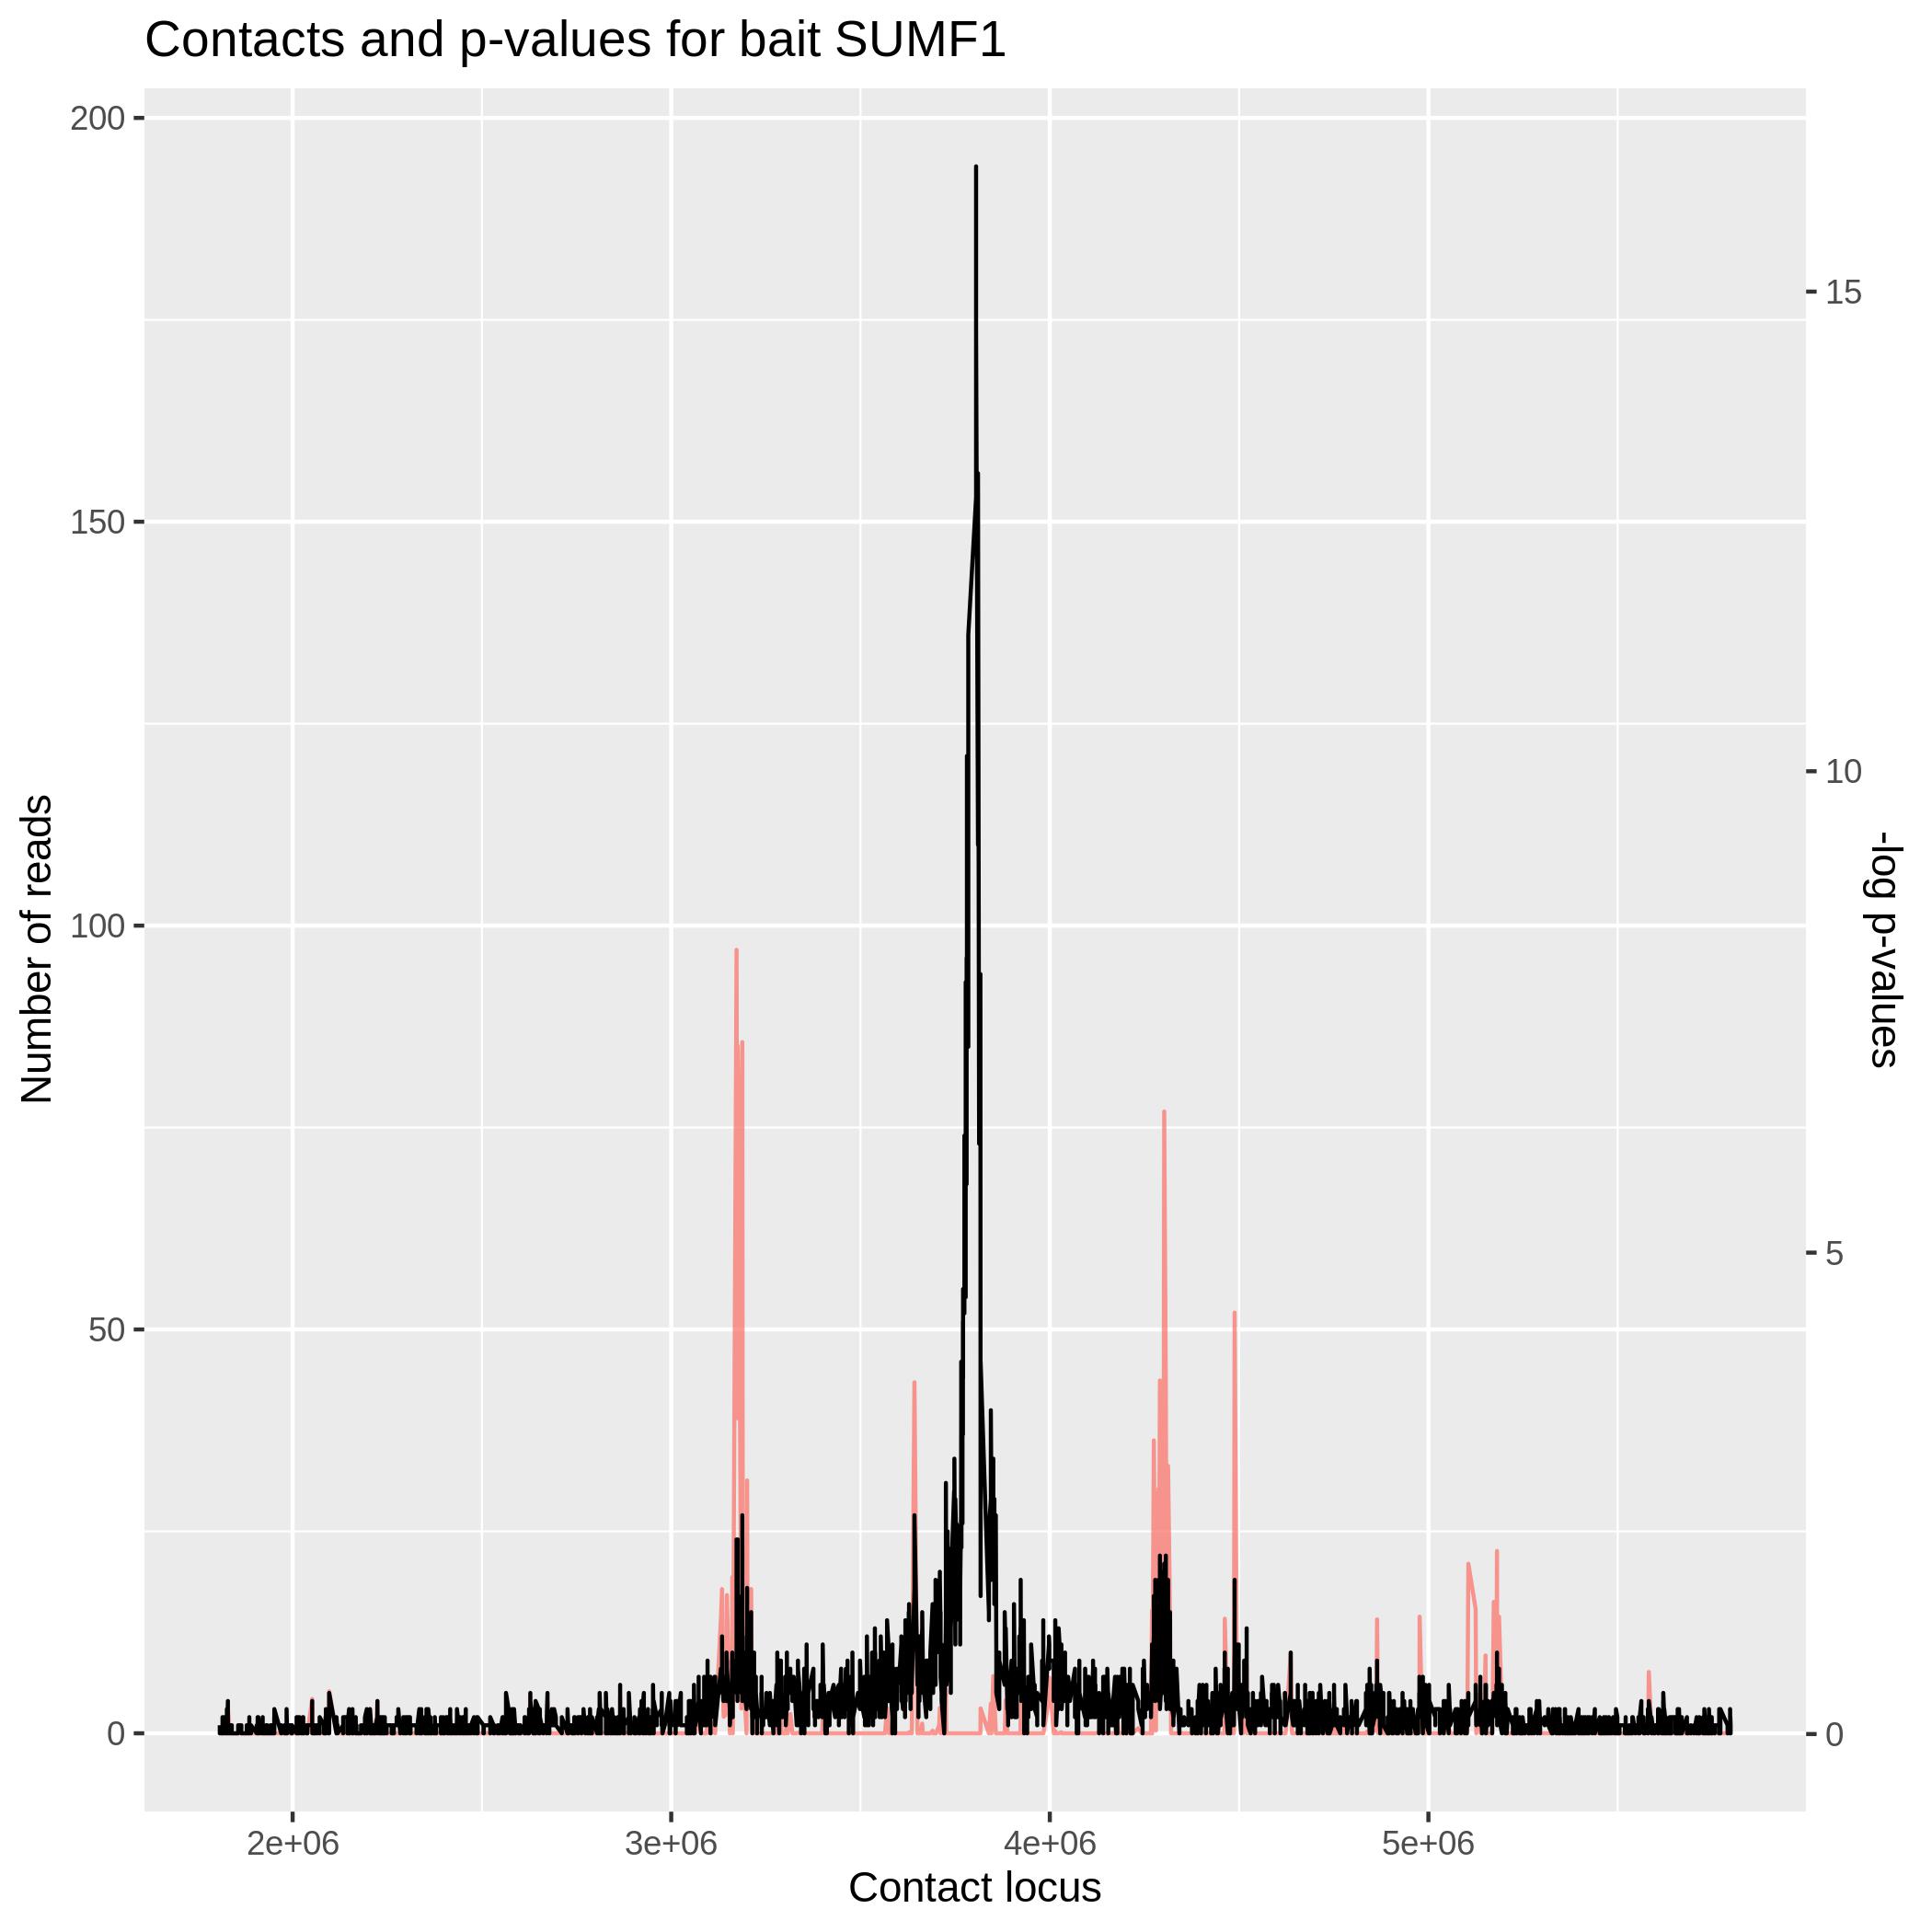 Contacts and p-values for bait SUMF1
200
150
100
50
0
Number of reads
15
10
5
0
-log p-values
2e+06
3e+06
4e+06
5e+06
Contact locus